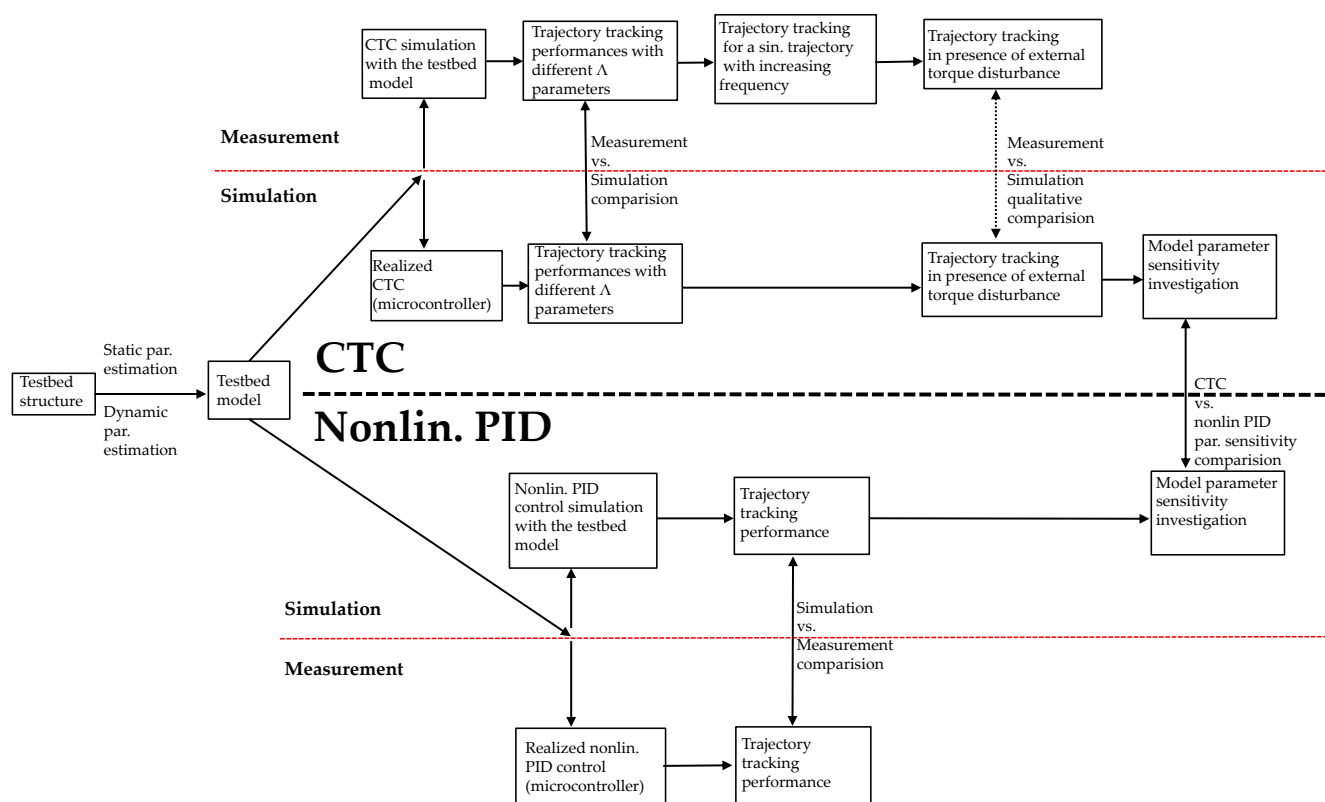 CTC simulation
with the testbed
model
Trajectory tracking
performances with
different Λ
parameters
Trajectory tracking
for a sin. trajectory
with increasing
frequency
Trajectory tracking
in presence of external
torque disturbance
Measurement
Simulation
Measurement
vs.
Simulation
comparision
Measurement
vs.
Simulation
qualitative
comparision
Realized
CTC
(microcontroller)
Trajectory tracking
performances with
different Λ
parameters
Trajectory tracking
in presence of external
torque disturbance
Model parameter
sensitivity
investigation
CTC
Testbed
structure
Static par.
estimation
Dynamic
par.
estimation
Testbed
model
Nonlin. PID
CTC
vs.
nonlin PID
par. sensitivity
comparision
Nonlin. PID
control simulation
with the testbed
model
Trajectory
tracking
performance
Model parameter
sensitivity
investigation
Simulation
Measurement
Simulation
vs.
Measurement
comparision
Realized nonlin.
PID control
(microcontroller)
Trajectory
tracking
performance